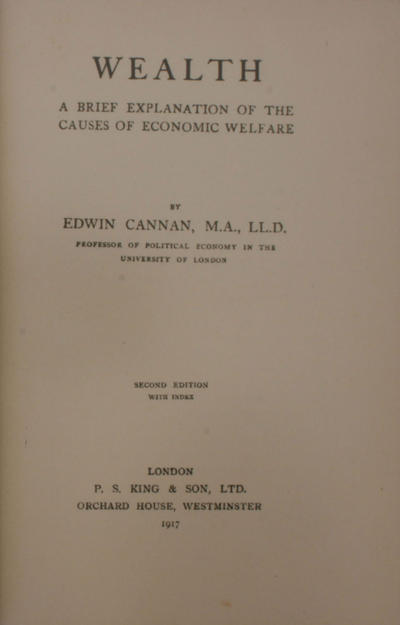 WEALTH
A BRIEF EXPLANATION OF THE
CAUSES OF ECONOMIC WELFARE
BY
EDWIN CANNAN, M.A., LL.D.
PROFESSOR OF POLITICAL ECONOMY IN THE
UNIVERSITY OF LONDON
SECOND EDITION
WITH INDEX
LONDON
P. S. KING & SON, LTD.
ORCHARD HOUSE, WESTMINSTER
1917